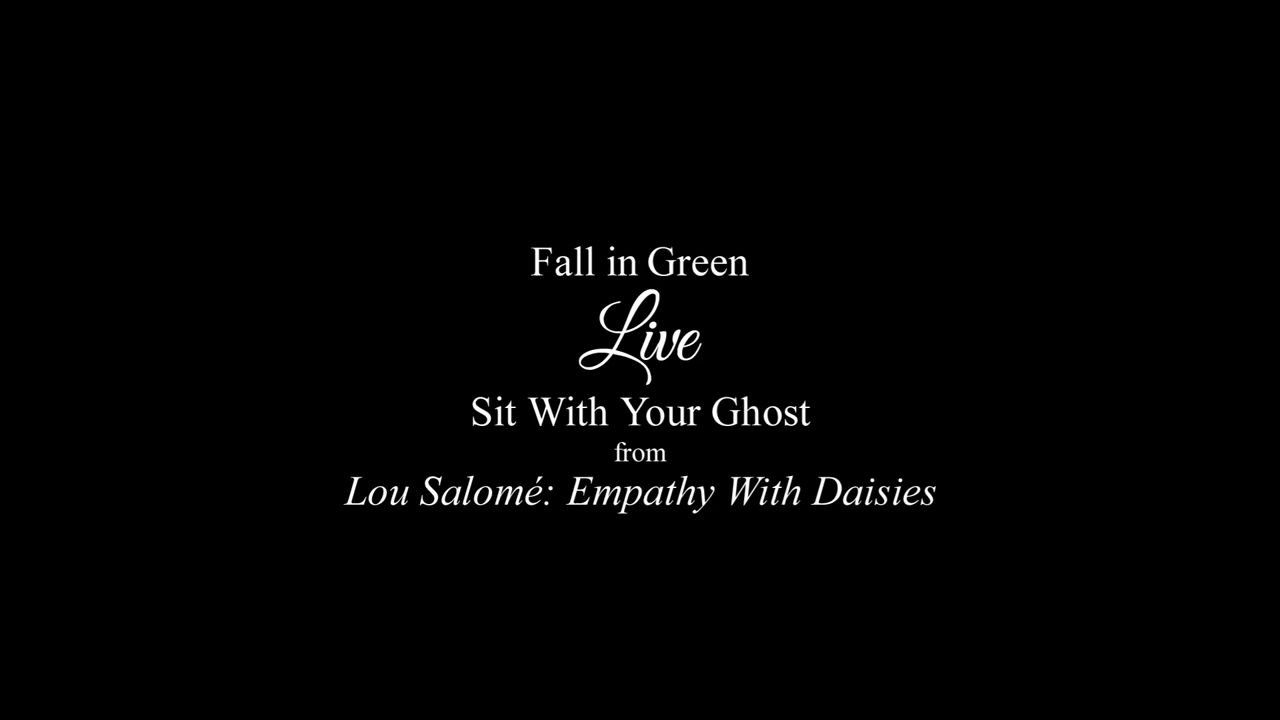 Fall in Green
Live
Sit With Your Ghost
from
Lou Salomé: Empathy With Daisies